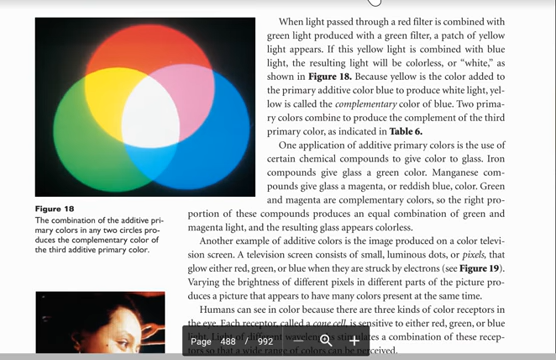 When light passed through a red filter is combined with
green light produced with a green filter, a patch of yellow
light appears. If this yellow light is combined with blue
light, the resulting light will be colorless, or “white,” as
shown in Figure 18. Because yellow is the color added to
the primary additive color blue to produce white light, yel-
low is called the complementary color of blue. Two prima-
ry colors combine to produce the complement of the third
primary color, as indicated in Table 6.
One application of additive primary colors is the use of
certain chemical compounds to give color to glass. Iron
compounds give glass a green color. Manganese com-
pounds give glass a magenta, or reddish blue, color. Green
and magenta are complementary colors, so the right pro-
portion of these compounds produces an equal combination of green and
magenta light, and the resulting glass appears colorless.
Another example of additive colors is the image produced on a color televi-
sion screen. A television screen consists of small, luminous dots, or pixels, that
glow either red, green, or blue when they are struck by electrons (see Figure 19).
Varying the brightness of different pixels in different parts of the picture pro-
duces a picture that appears to have many colors present at the same time.
Humans can see in color because there are three kinds of color receptors in
the eye. Each receptor, called a cone cell, is sensitive to either red, green, or blue
light. Light of different wavelengths stimulates a combination of these recep-
tors so that a wide range of colors can be perceived.
Figure 18
The combination of the additive pri-
mary colors in any two circles pro-
duces the complementary color of
the third additive primary color.
Page 488 / 992 +